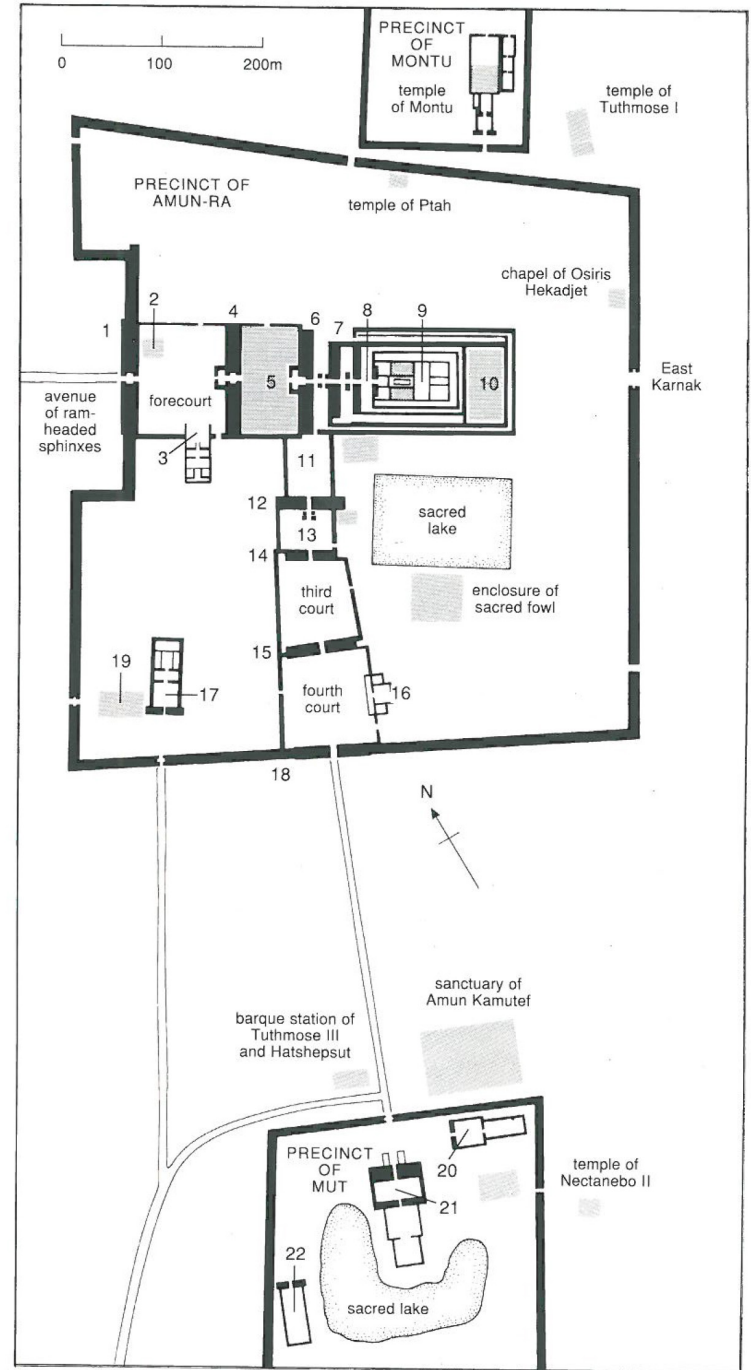 PRECINCT
OF
MONTU
temple
of Montu
0 100 200m
temple of
Tuthmose I
PRECINCT OF
AMUN-RA
temple of Ptah
chapel of Osiris
Hekadjet
1
2
4
6
7
8
9
10
5
East
Karnak
avenue
of ram-
headed
sphinxes
forecourt
3
11
12
13
sacred
lake
14
third
court
enclosure of
sacred fowl
15
19
17
fourth
court
16
18
N
sanctuary of
Amun Kamutef
barque station of
Tuthmose III
and Hatshepsut
PRECINCT
OF
MUT
20
temple of
Nectanebo II
21
22
sacred lake